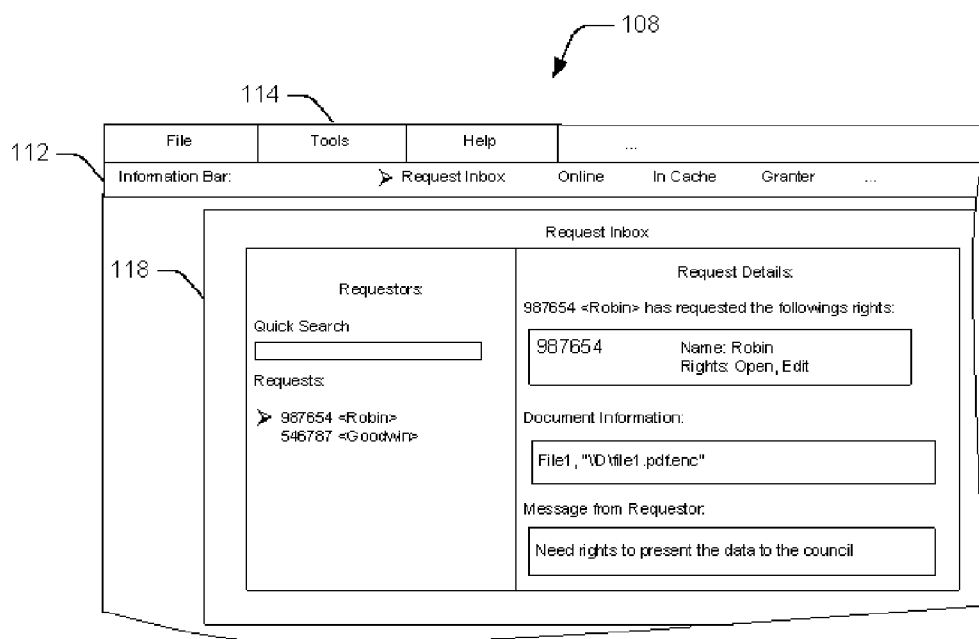 108
114
File Tools Help ...
112
Information Bar: Request Inbox Online In Cache Granter ...
Request Inbox
118
Requestors:
Quick Search
Requests:
987654 <Robin>
546787 <Goodwin>
Request Details:
987654 <Robin> has requested the followings rights:
987654 Name: Robin
Rights: Open, Edit
Document Information:
File1, "\\D\file1.pdf.enc"
Message from Requestor:
Need rights to present the data to the council